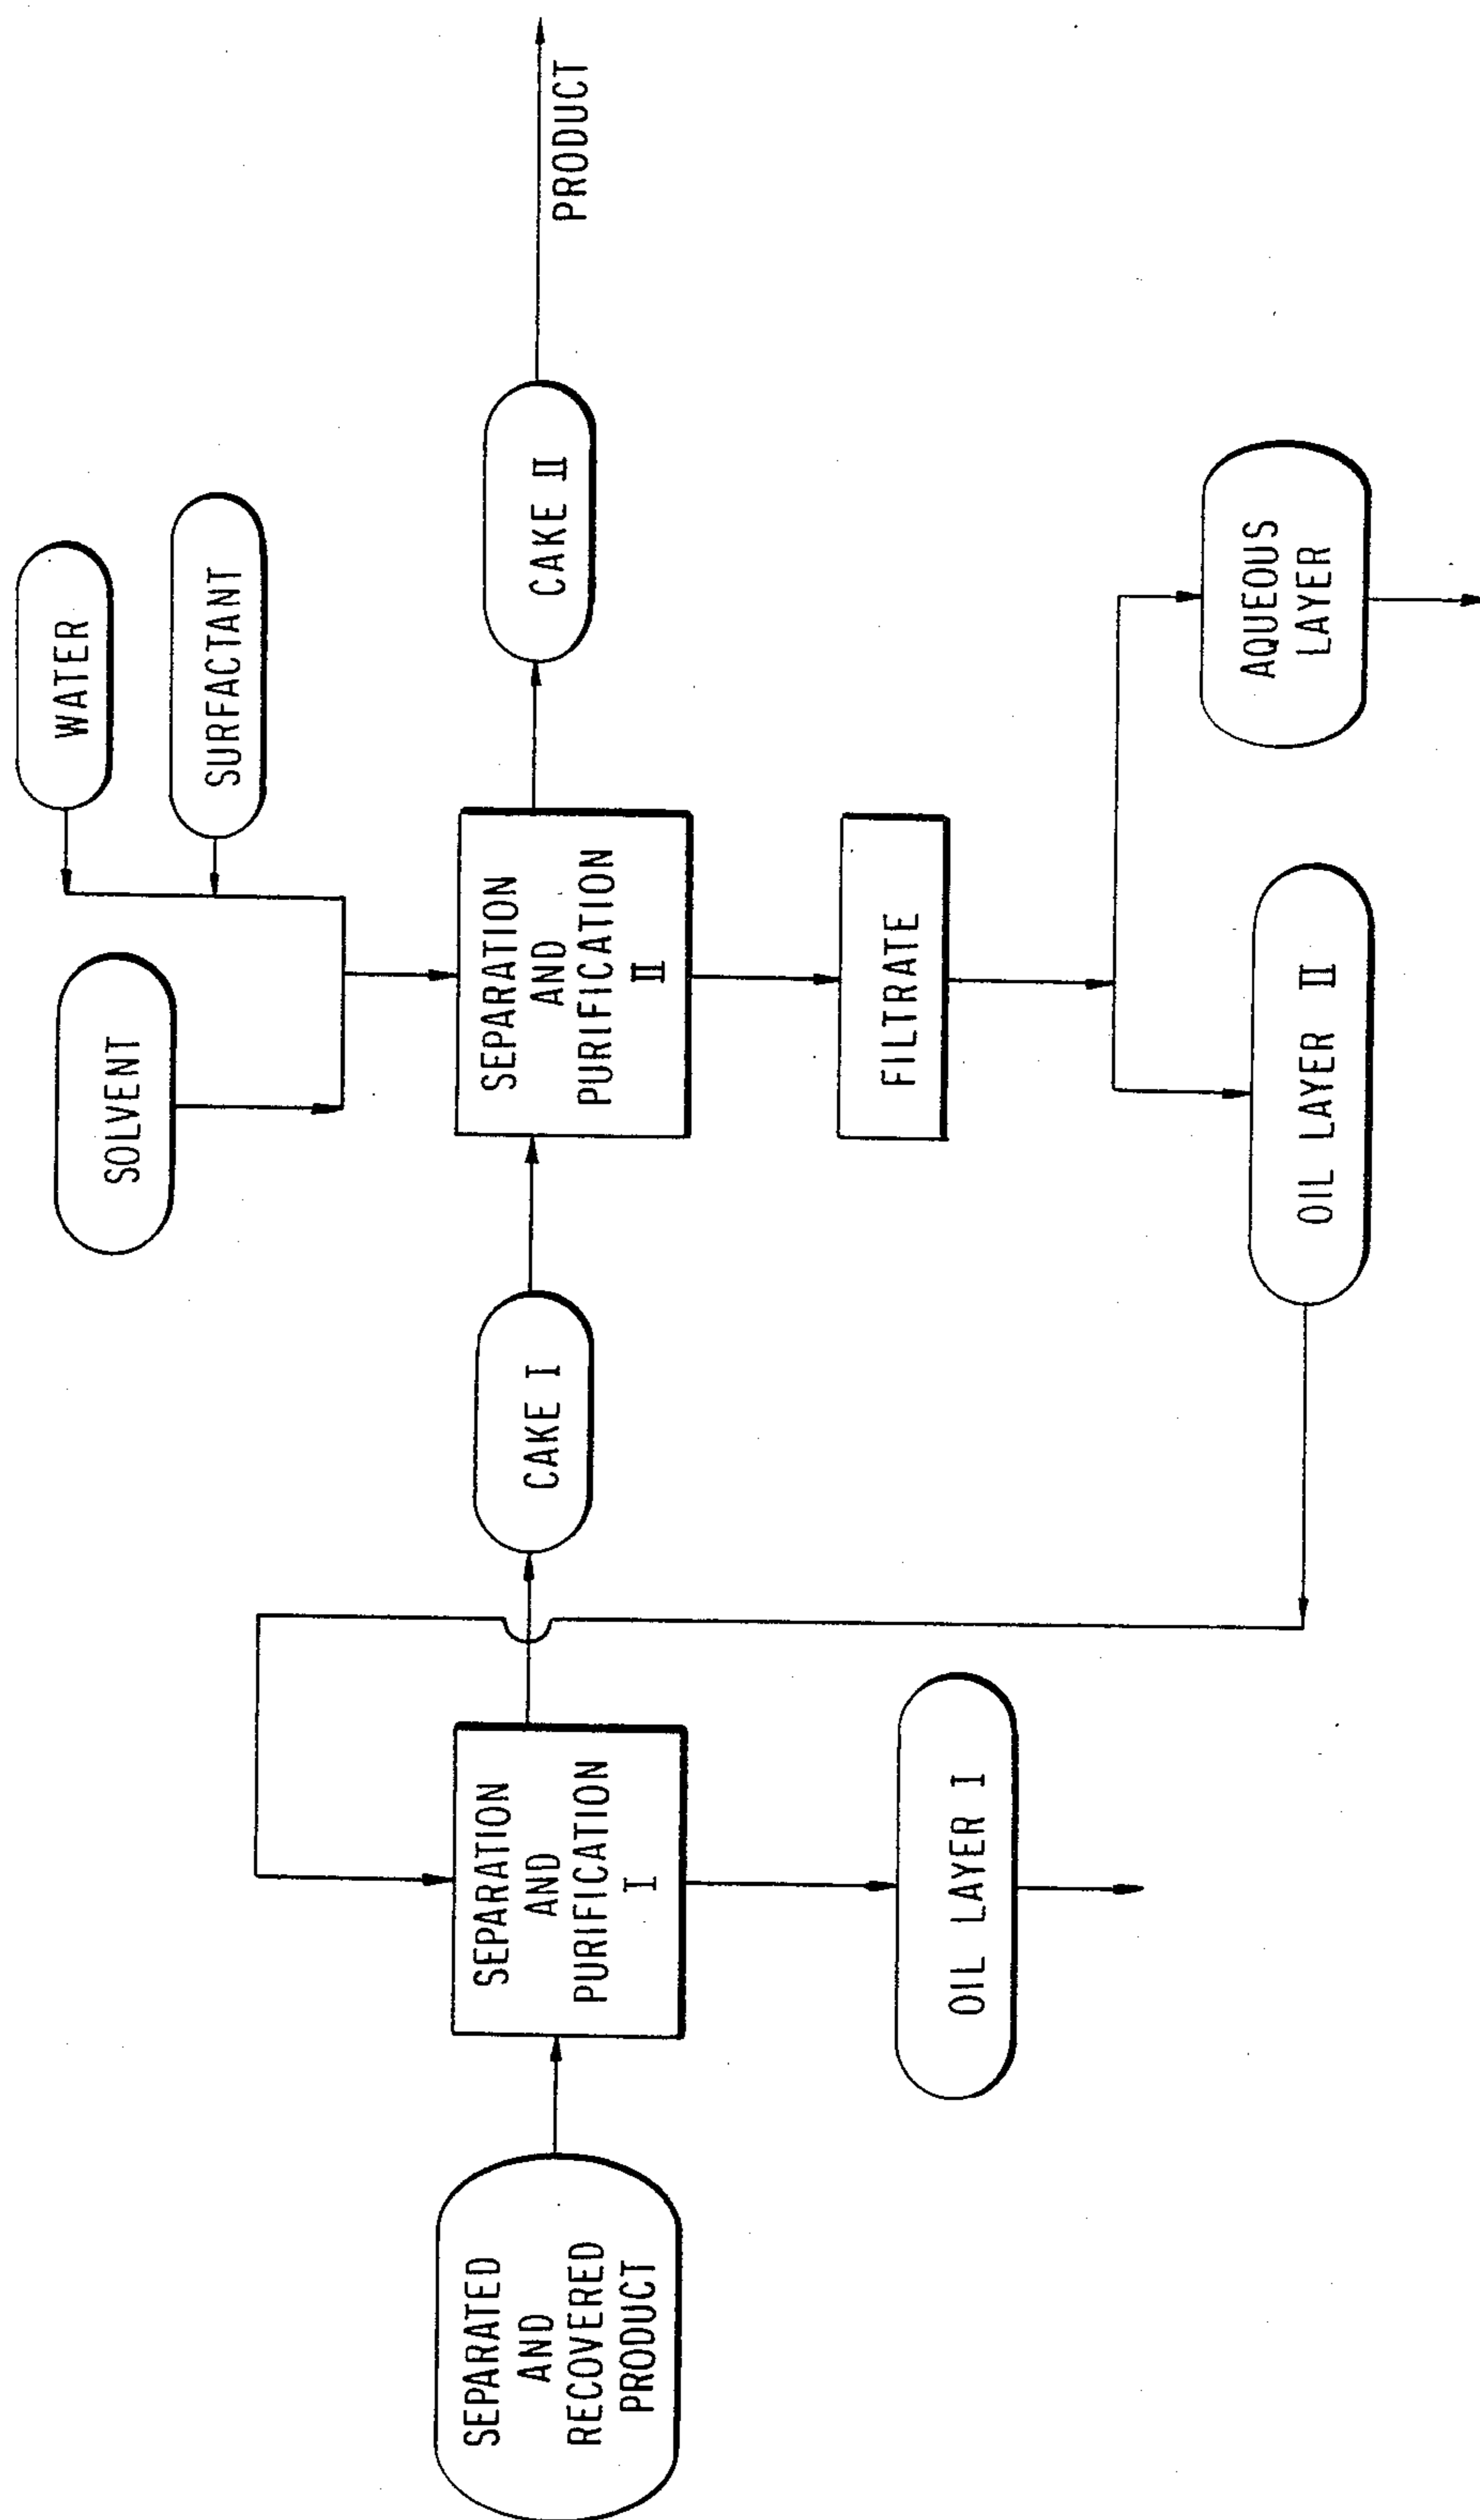 WATER
SOLVENT
SURFACTANT
SEPARATED
AND
RECOVERED
PRODUCT
SEPARATION
AND
PURIFICATION
I
CAKE I
SEPARATION
AND
PURIFICATION
II
CAKE II
PRODUCT
OIL LAYER I
FILTRATE
OIL LAYER II
AQUEOUS
LAYER